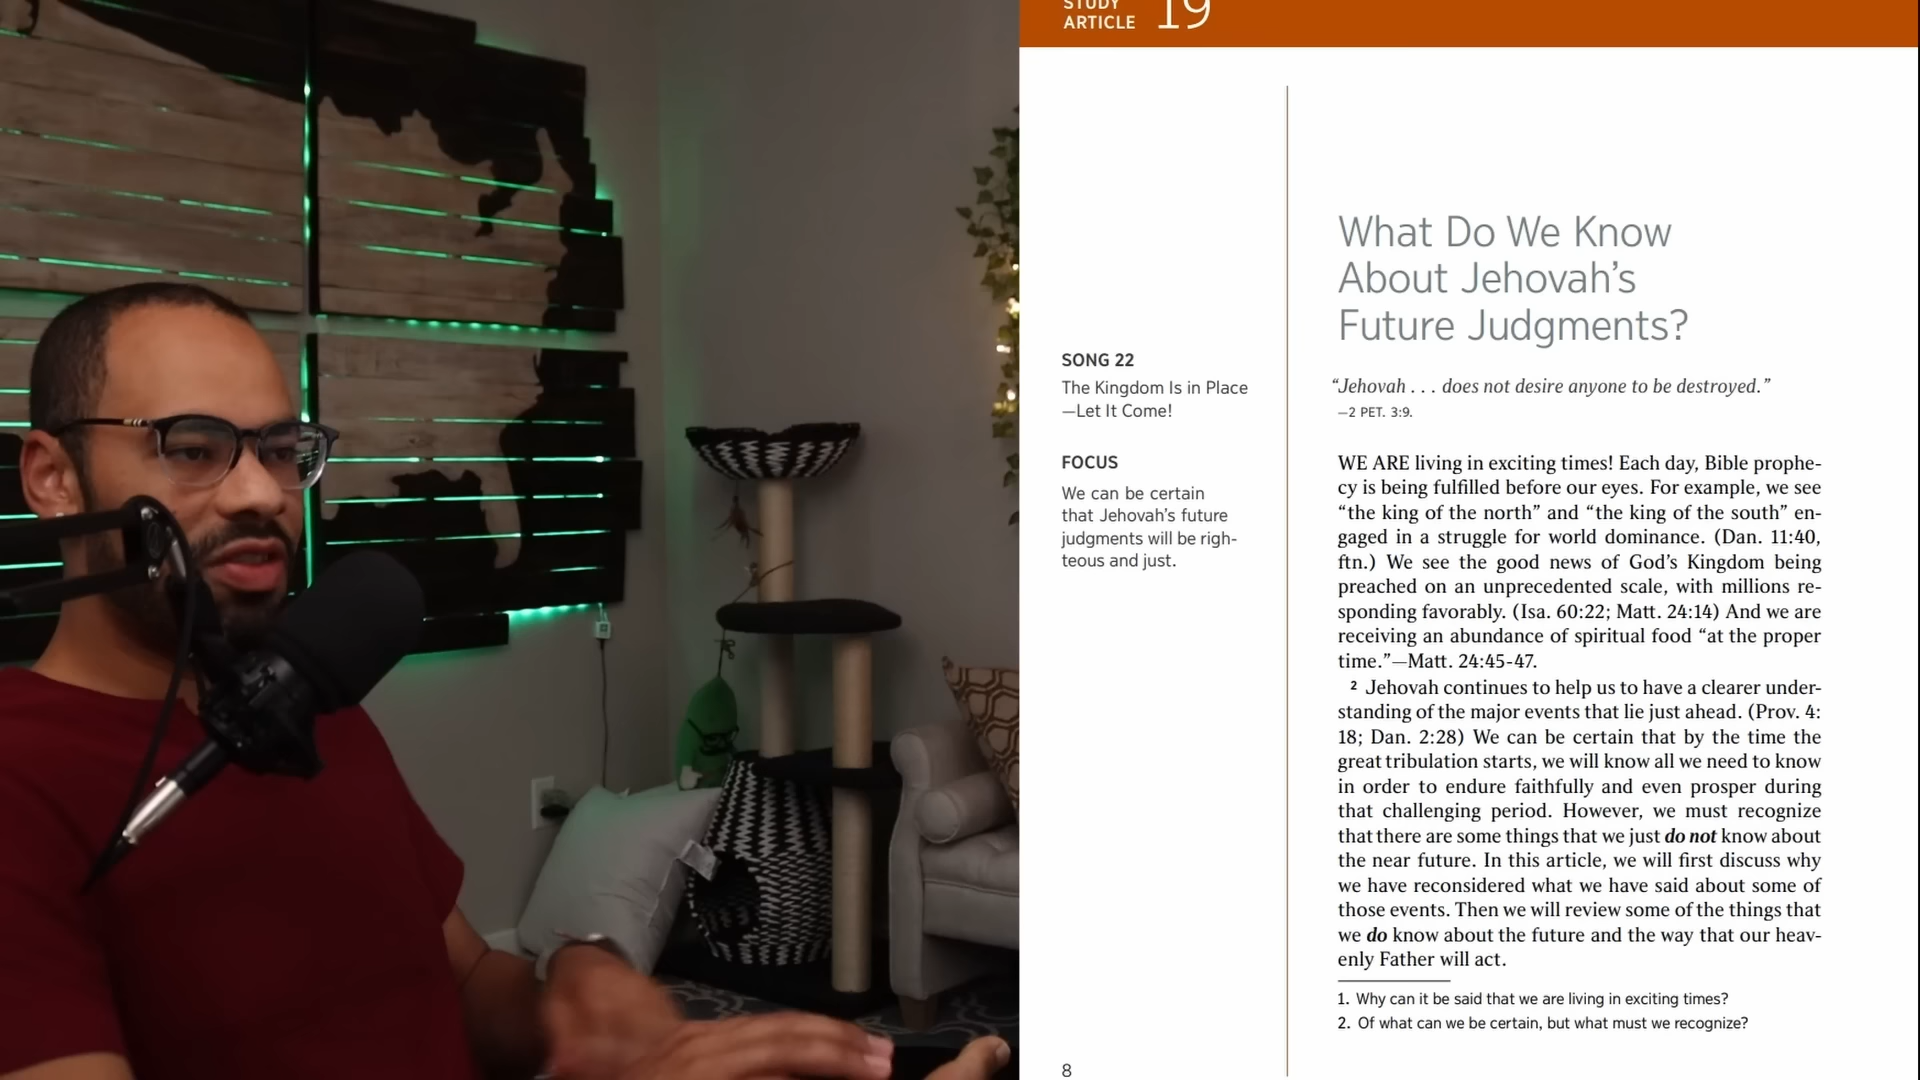 STUDY
ARTICLE 19
What Do We Know
About Jehovah’s
Future Judgments?
SONG 22
The Kingdom Is in Place
—Let It Come!
FOCUS
We can be certain
that Jehovah’s future
judgments will be righ-
teous and just.
“Jehovah . . . does not desire anyone to be destroyed.”
—2 PET. 3:9.
WE ARE living in exciting times! Each day, Bible prophe-
cy is being fulfilled before our eyes. For example, we see
“the king of the north” and “the king of the south” en-
gaged in a struggle for world dominance. (Dan. 11:40,
ftn.) We see the good news of God’s Kingdom being
preached on an unprecedented scale, with millions re-
sponding favorably. (Isa. 60:22; Matt. 24:14) And we are
receiving an abundance of spiritual food “at the proper
time.”—Matt. 24:45-47.
2 Jehovah continues to help us to have a clearer under-
standing of the major events that lie just ahead. (Prov. 4:
18; Dan. 2:28) We can be certain that by the time the
great tribulation starts, we will know all we need to know
in order to endure faithfully and even prosper during
that challenging period. However, we must recognize
that there are some things that we just do not know about
the near future. In this article, we will first discuss why
we have reconsidered what we have said about some of
those events. Then we will review some of the things that
we do know about the future and the way that our heav-
enly Father will act.
1. Why can it be said that we are living in exciting times?
2. Of what can we be certain, but what must we recognize?
8